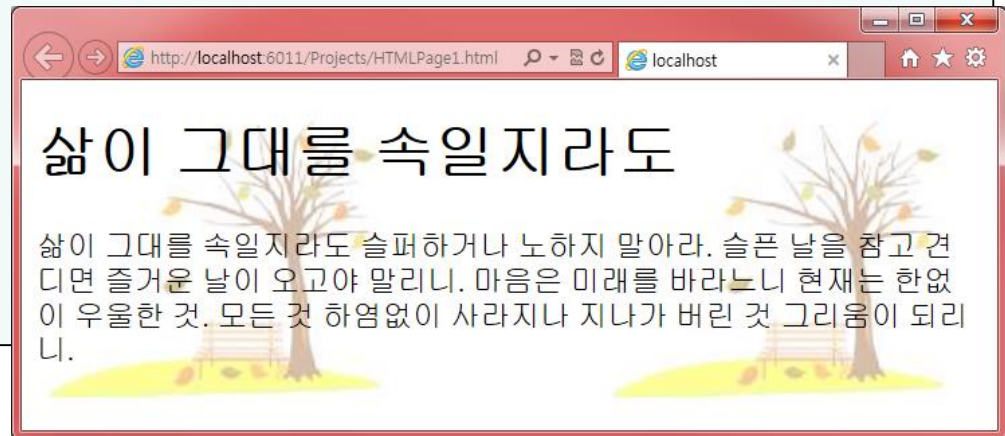 http://localhost:6011/Projects/HTMLPage1.html
localhost
삶이 그대를 속일지라도
삶이 그대를 속일지라도 슬퍼하거나 노하지 말아라. 슬픈 날을 참고 견
디면 즐거운 날이 오고야 말리니. 마음은 미래를 바라느니 현재는 한없
이 우울한 것. 모든 것 하염없이 사라지나 지나가 버린 것 그리움이 되리
니.